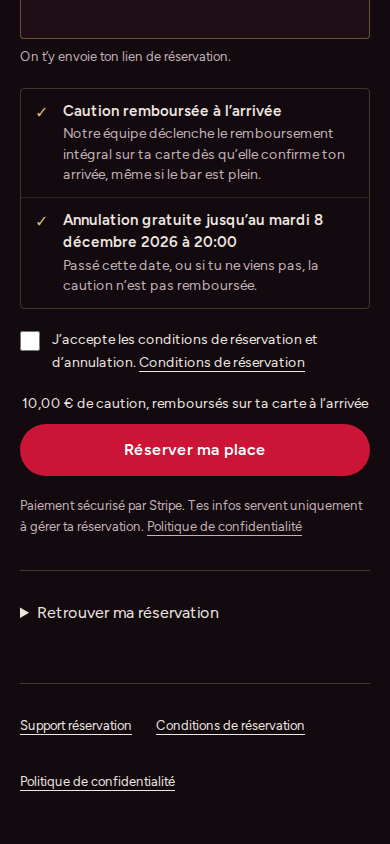 On t’y envoie ton lien de réservation.
✓ Caution remboursée à l’arrivée
Notre équipe déclenche le remboursement
intégral sur ta carte dès qu’elle confirme ton
arrivée, même si le bar est plein.
✓ Annulation gratuite jusqu’au mardi 8
décembre 2026 à 20:00
Passé cette date, ou si tu ne viens pas, la
caution n’est pas remboursée.
J’accepte les conditions de réservation et
d’annulation. Conditions de réservation
10,00 € de caution, remboursés sur ta carte à l’arrivée
Réserver ma place
Paiement sécurisé par Stripe. Tes infos servent uniquement
à gérer ta réservation. Politique de confidentialité
Retrouver ma réservation
Support réservation Conditions de réservation
Politique de confidentialité